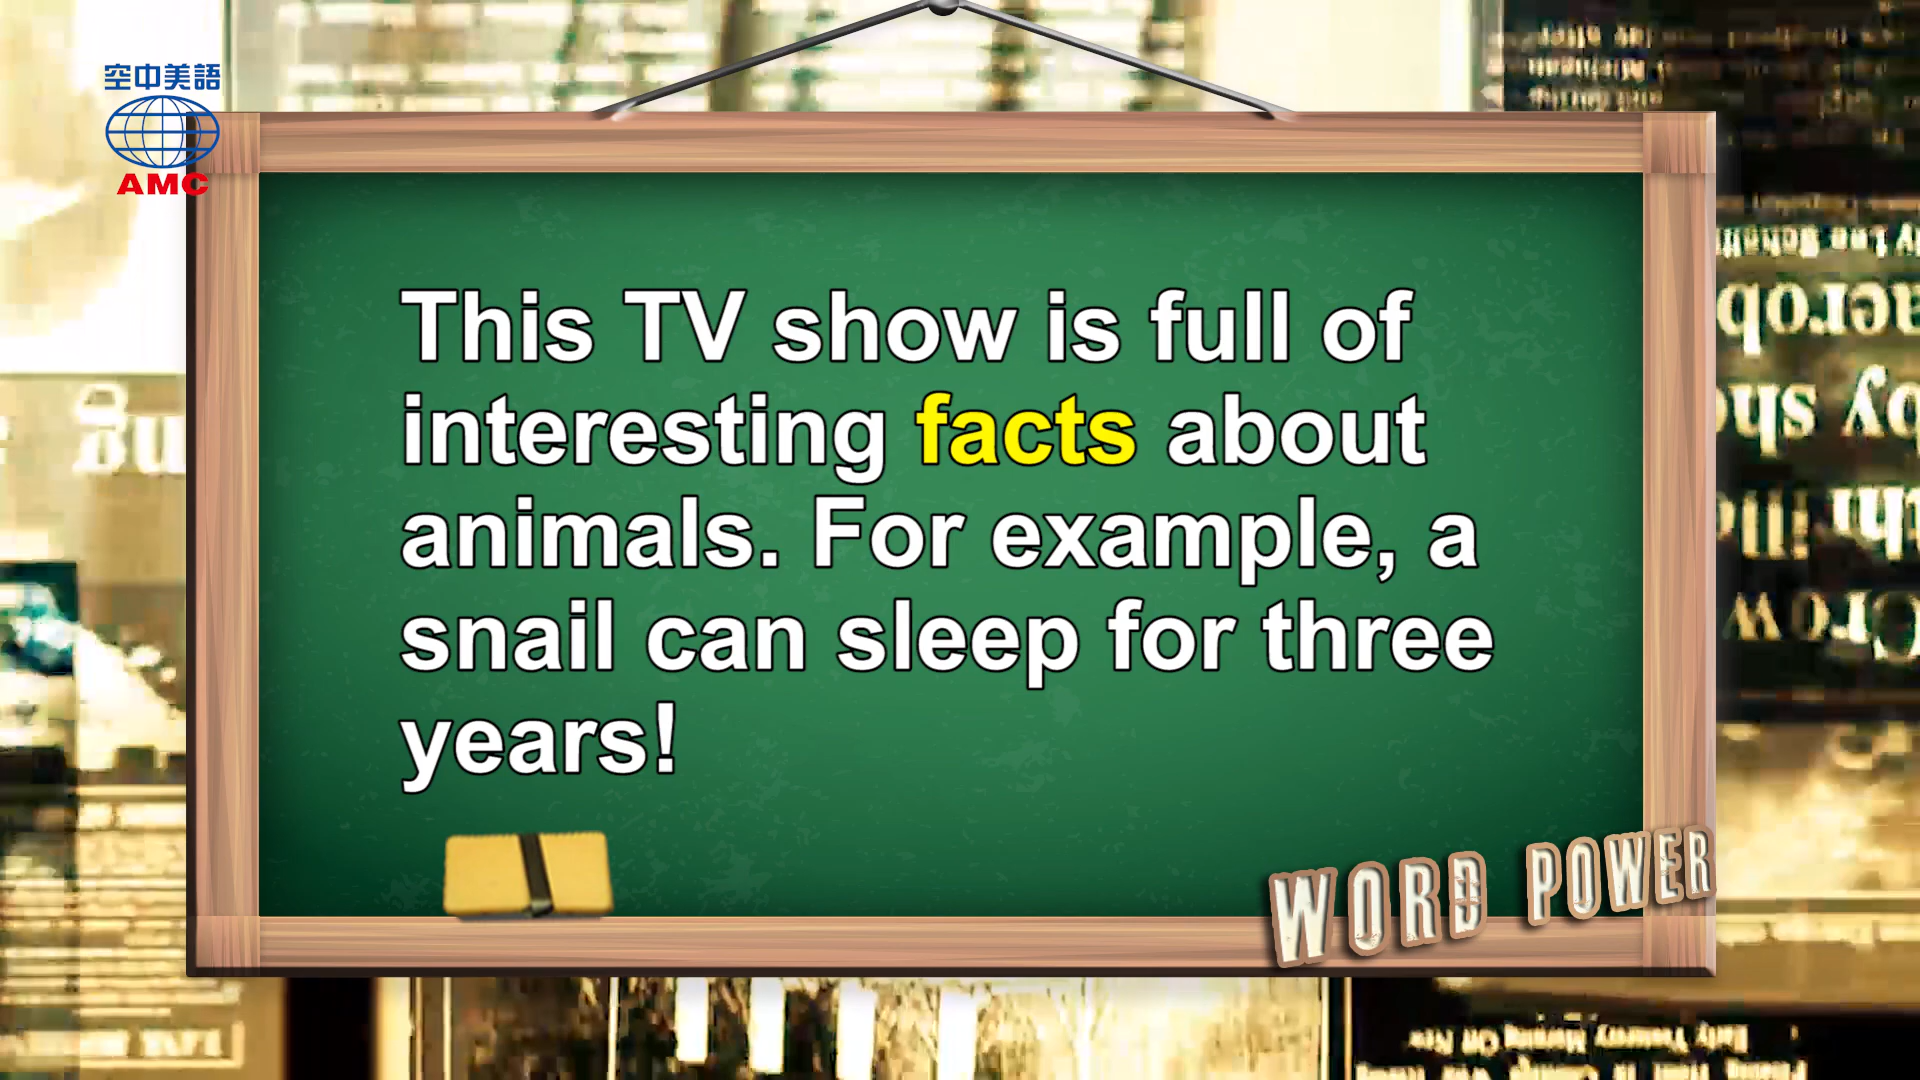 空中美語
AMC
This TV show is full of
interesting facts about
animals. For example, a
snail can sleep for three
years!
WORD POWER